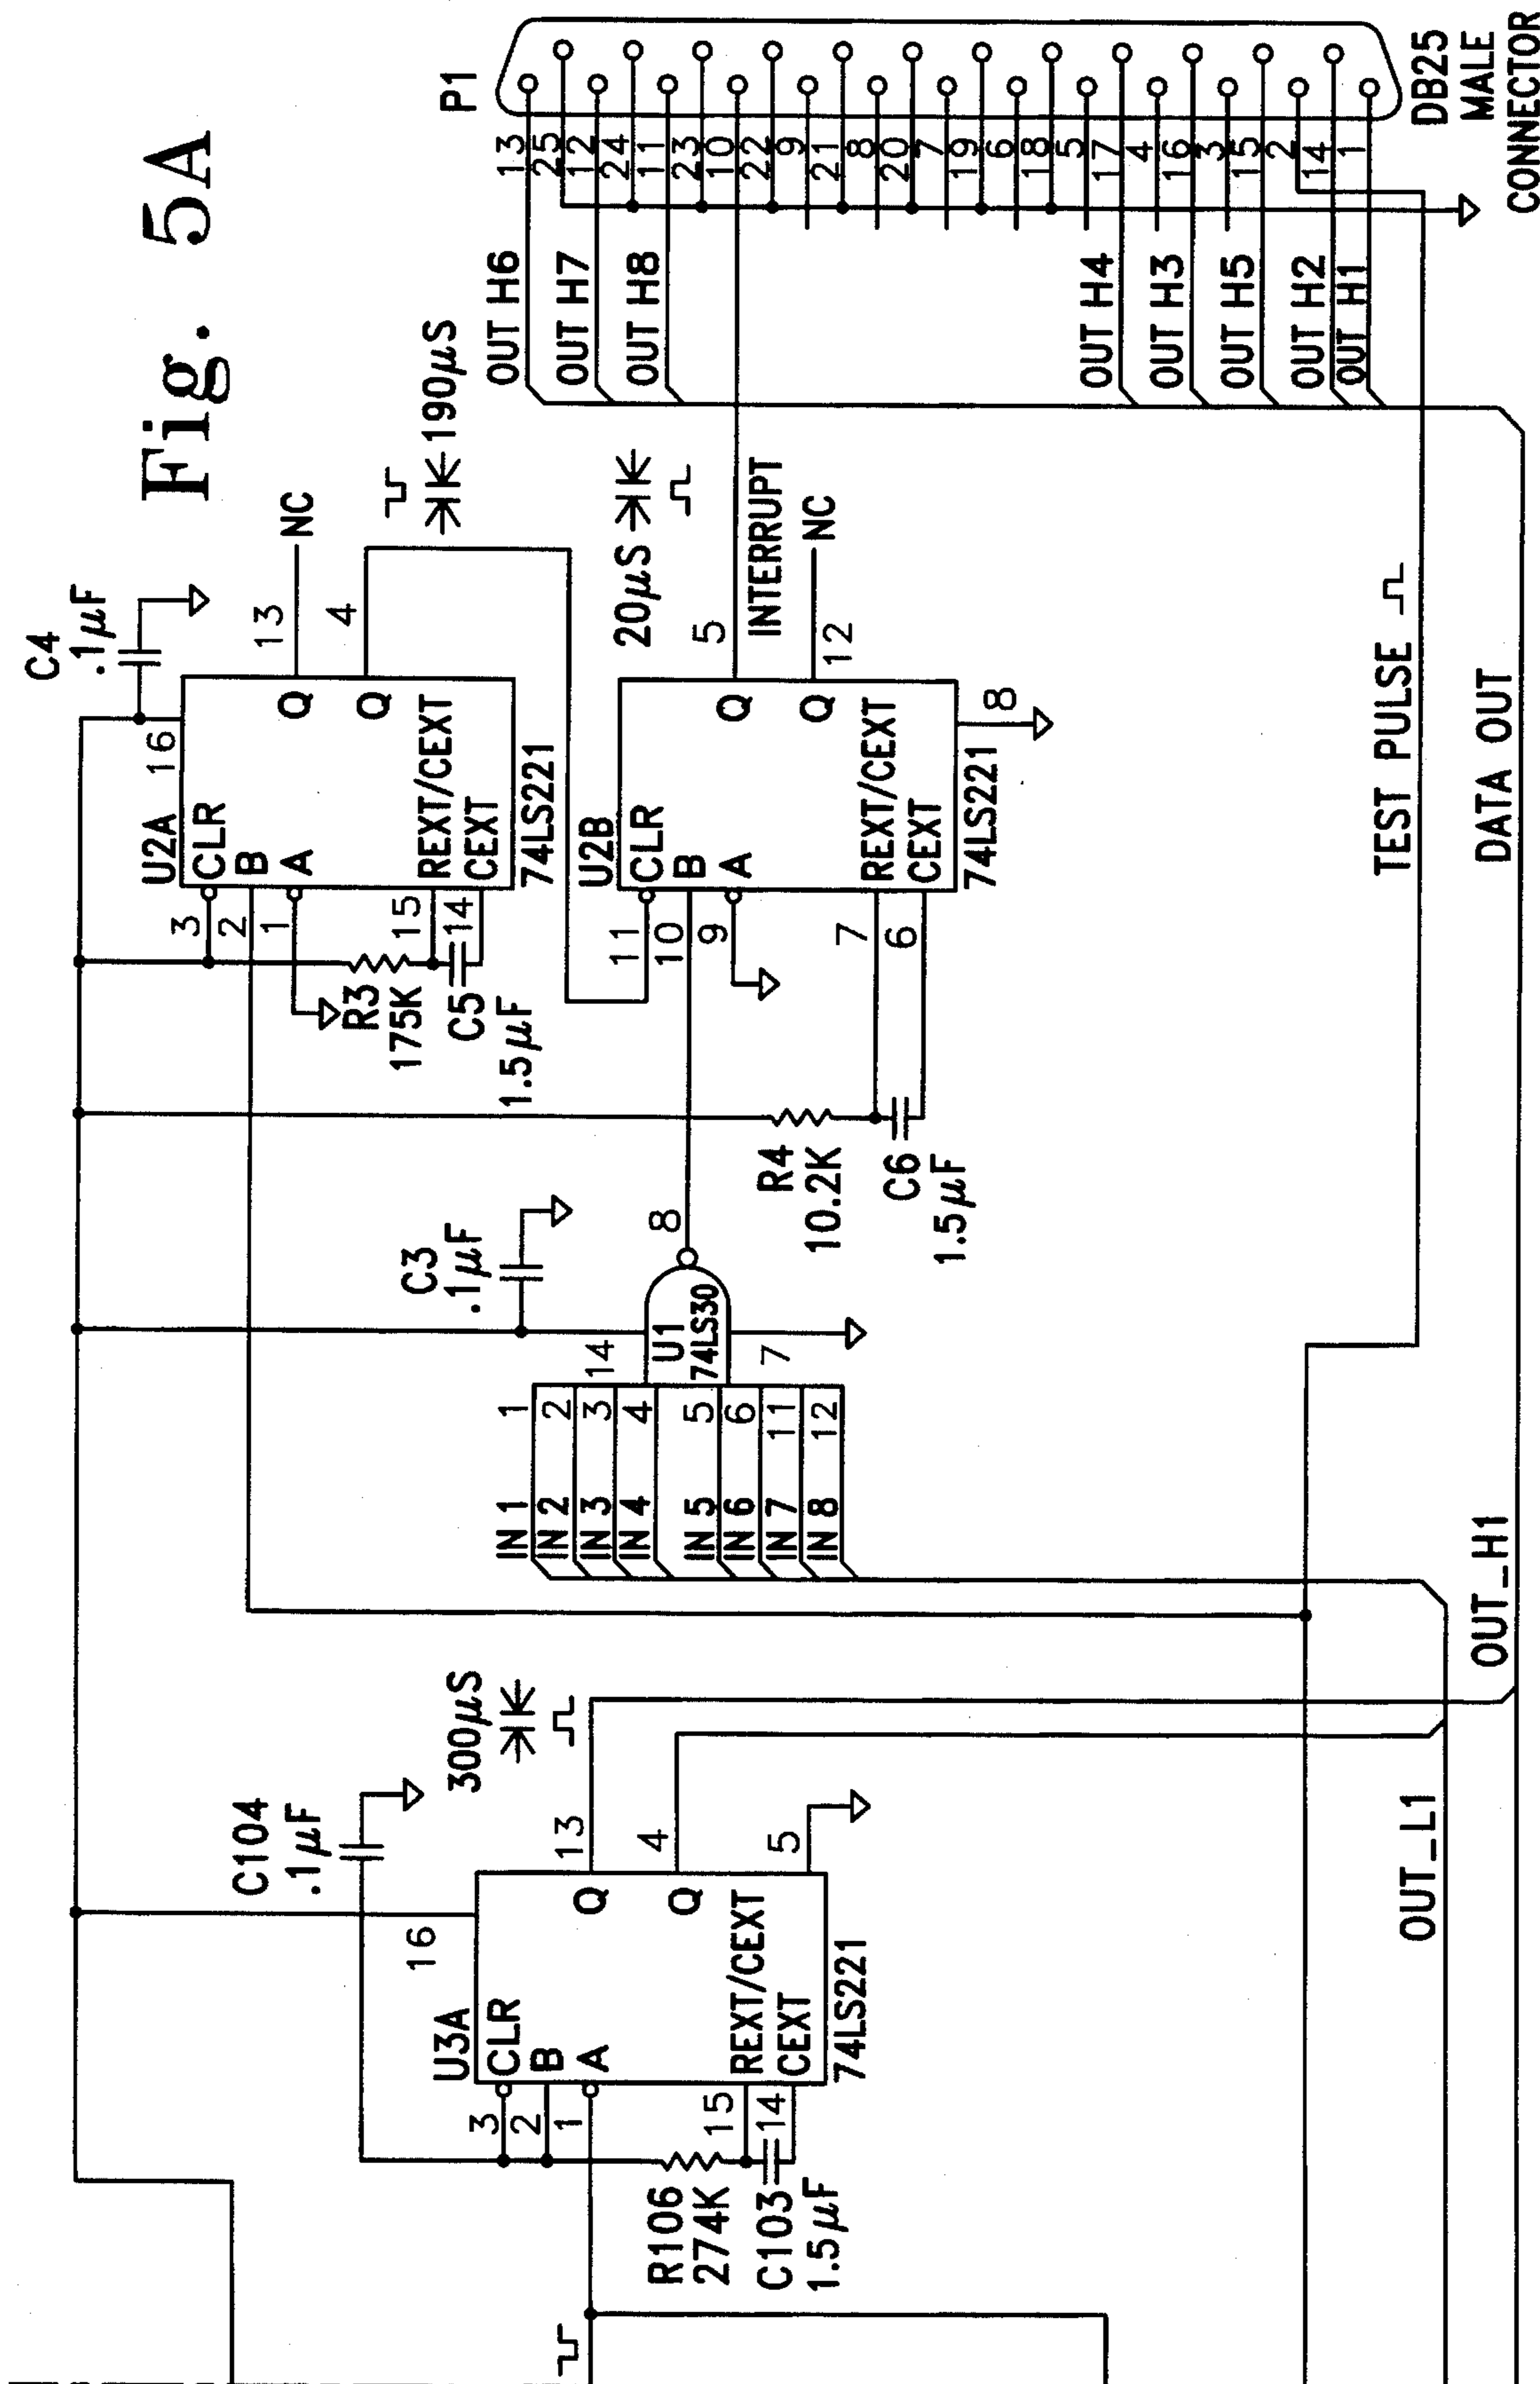 Fig. 5A
P1
13
25
12
24
11
23
10
22
9
21
8
20
7
19
6
18
5
17
4
16
3
15
2
14
1
DB25
MALE
CONNECTOR
OUT H6
OUT H7
OUT H8
OUT H4
OUT H3
OUT H5
OUT H2
OUT H1
C4
.1μF
16
U2A
CLR
B
A
Q
Q
REXT/CEXT
CEXT
74LS221
3
2
1
15
14
13
NC
4
190μS
R3
175K
C5
1.5μF
20μS
U2B
CLR
B
A
Q
Q
REXT/CEXT
CEXT
74LS221
11
10
9
7
6
5
INTERRUPT
12
NC
8
R4
10.2K
C6
1.5μF
C3
.1μF
14
U1
74LS30
8
7
IN 1
1
IN 2
2
IN 3
3
IN 4
4
IN 5
5
IN 6
6
IN 7
11
IN 8
12
TEST PULSE
DATA OUT
OUT_H1
OUT_L1
300μS
C104
.1μF
16
U3A
CLR
B
A
Q
Q
REXT/CEXT
CEXT
74LS221
3
2
1
15
14
13
4
5
R106
274K
C103
1.5μF